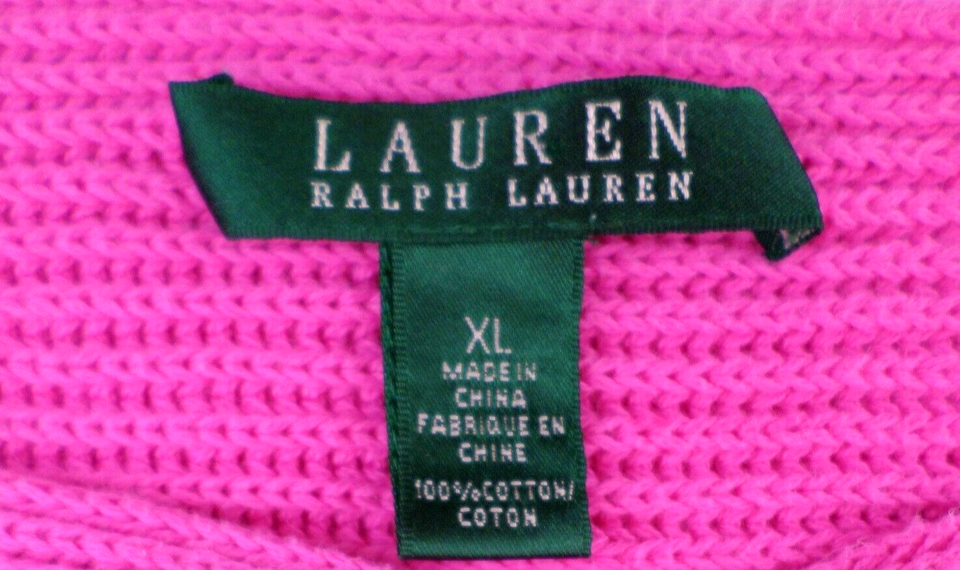 LAUREN
RALPH LAUREN
XL
MADE IN
CHINA
FABRIQUE EN
CHINE
100%COTTON/
COTON